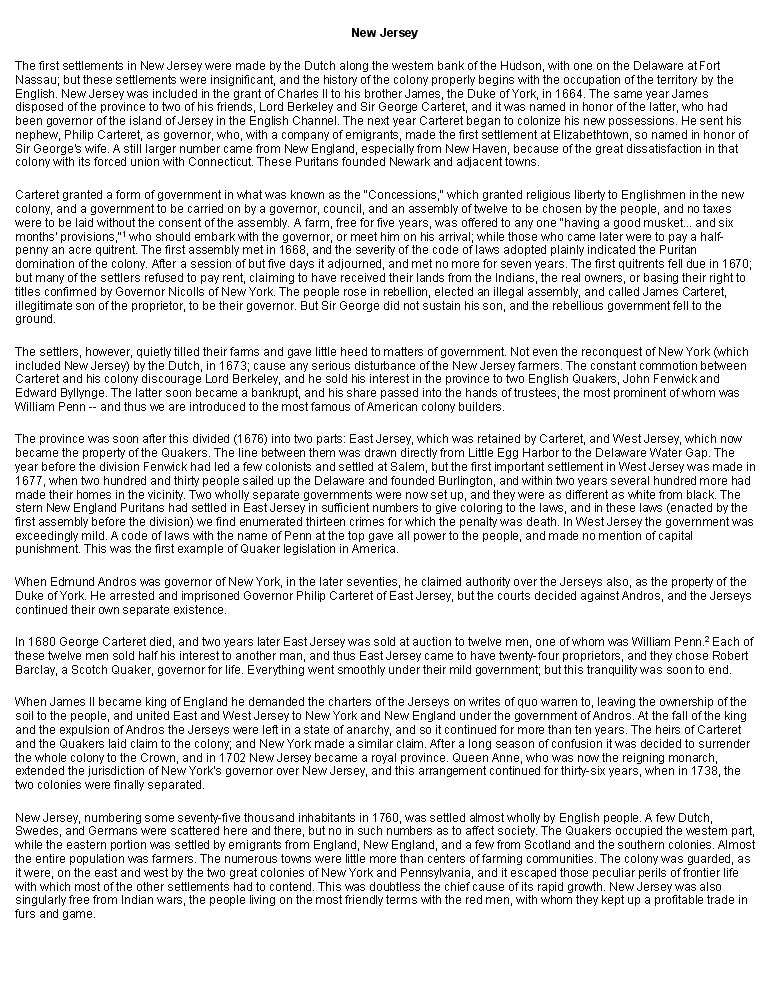 New Jersey
The first settlements in New Jersey were made by the Dutch along the western bank of the Hudson, with one on the Delaware at Fort
Nassau; but these settlements were insignificant, and the history of the colony properly begins with the occupation of the territory by the
English. New Jersey was included in the grant of Charles II to his brother James, the Duke of York, in 1664. The same year James
disposed of the province to two of his friends, Lord Berkeley and Sir George Carteret, and it was named in honor of the latter, who had
been governor of the island of Jersey in the English Channel. The next year Carteret began to colonize his new possessions. He sent his
nephew, Philip Carteret, as governor, who, with a company of emigrants, made the first settlement at Elizabethtown, so named in honor of
Sir George's wife. A still larger number came from New England, especially from New Haven, because of the great dissatisfaction in that
colony with its forced union with Connecticut. These Puritans founded Newark and adjacent towns.
Carteret granted a form of government in what was known as the "Concessions," which granted religious liberty to Englishmen in the new
colony, and a government to be carried on by a governor, council, and an assembly of twelve to be chosen by the people, and no taxes
were to be laid without the consent of the assembly. A farm, free for five years, was offered to any one "having a good musket... and six
months' provisions,"¹ who should embark with the governor, or meet him on his arrival; while those who came later were to pay a half-
penny an acre quitrent. The first assembly met in 1668, and the severity of the code of laws adopted plainly indicated the Puritan
domination of the colony. After a session of but five days it adjourned, and met no more for seven years. The first quitrents fell due in 1670;
but many of the settlers refused to pay rent, claiming to have received their lands from the Indians, the real owners, or basing their right to
titles confirmed by Governor Nicolls of New York. The people rose in rebellion, elected an illegal assembly, and called James Carteret,
illegitimate son of the proprietor, to be their governor. But Sir George did not sustain his son, and the rebellious government fell to the
ground.
The settlers, however, quietly tilled their farms and gave little heed to matters of government. Not even the reconquest of New York (which
included New Jersey) by the Dutch, in 1673; cause any serious disturbance of the New Jersey farmers. The constant commotion between
Carteret and his colony discourage Lord Berkeley, and he sold his interest in the province to two English Quakers, John Fenwick and
Edward Byllynge. The latter soon became a bankrupt, and his share passed into the hands of trustees, the most prominent of whom was
William Penn -- and thus we are introduced to the most famous of American colony builders.
The province was soon after this divided (1676) into two parts: East Jersey, which was retained by Carteret, and West Jersey, which now
became the property of the Quakers. The line between them was drawn directly from Little Egg Harbor to the Delaware Water Gap. The
year before the division Fenwick had led a few colonists and settled at Salem, but the first important settlement in West Jersey was made in
1677, when two hundred and thirty people sailed up the Delaware and founded Burlington, and within two years several hundred more had
made their homes in the vicinity. Two wholly separate governments were now set up, and they were as different as white from black. The
stern New England Puritans had settled in East Jersey in sufficient numbers to give coloring to the laws, and in these laws (enacted by the
first assembly before the division) we find enumerated thirteen crimes for which the penalty was death. In West Jersey the government was
exceedingly mild. A code of laws with the name of Penn at the top gave all power to the people, and made no mention of capital
punishment. This was the first example of Quaker legislation in America.
When Edmund Andros was governor of New York, in the later seventies, he claimed authority over the Jerseys also, as the property of the
Duke of York. He arrested and imprisoned Governor Philip Carteret of East Jersey, but the courts decided against Andros, and the Jerseys
continued their own separate existence.
In 1680 George Carteret died, and two years later East Jersey was sold at auction to twelve men, one of whom was William Penn.² Each of
these twelve men sold half his interest to another man, and thus East Jersey came to have twenty-four proprietors, and they chose Robert
Barclay, a Scotch Quaker, governor for life. Everything went smoothly under their mild government; but this tranquility was soon to end.
When James II became king of England he demanded the charters of the Jerseys on writes of quo warren to, leaving the ownership of the
soil to the people, and united East and West Jersey to New York and New England under the government of Andros. At the fall of the king
and the expulsion of Andros the Jerseys were left in a state of anarchy, and so it continued for more than ten years. The heirs of Carteret
and the Quakers laid claim to the colony; and New York made a similar claim. After a long season of confusion it was decided to surrender
the whole colony to the Crown, and in 1702 New Jersey became a royal province. Queen Anne, who was now the reigning monarch,
extended the jurisdiction of New York's governor over New Jersey, and this arrangement continued for thirty-six years, when in 1738, the
two colonies were finally separated.
New Jersey, numbering some seventy-five thousand inhabitants in 1760, was settled almost wholly by English people. A few Dutch,
Swedes, and Germans were scattered here and there, but no in such numbers as to affect society. The Quakers occupied the western part,
while the eastern portion was settled by emigrants from England, New England, and a few from Scotland and the southern colonies. Almost
the entire population was farmers. The numerous towns were little more than centers of farming communities. The colony was guarded, as
it were, on the east and west by the two great colonies of New York and Pennsylvania, and it escaped those peculiar perils of frontier life
with which most of the other settlements had to contend. This was doubtless the chief cause of its rapid growth. New Jersey was also
singularly free from Indian wars, the people living on the most friendly terms with the red men, with whom they kept up a profitable trade in
furs and game.